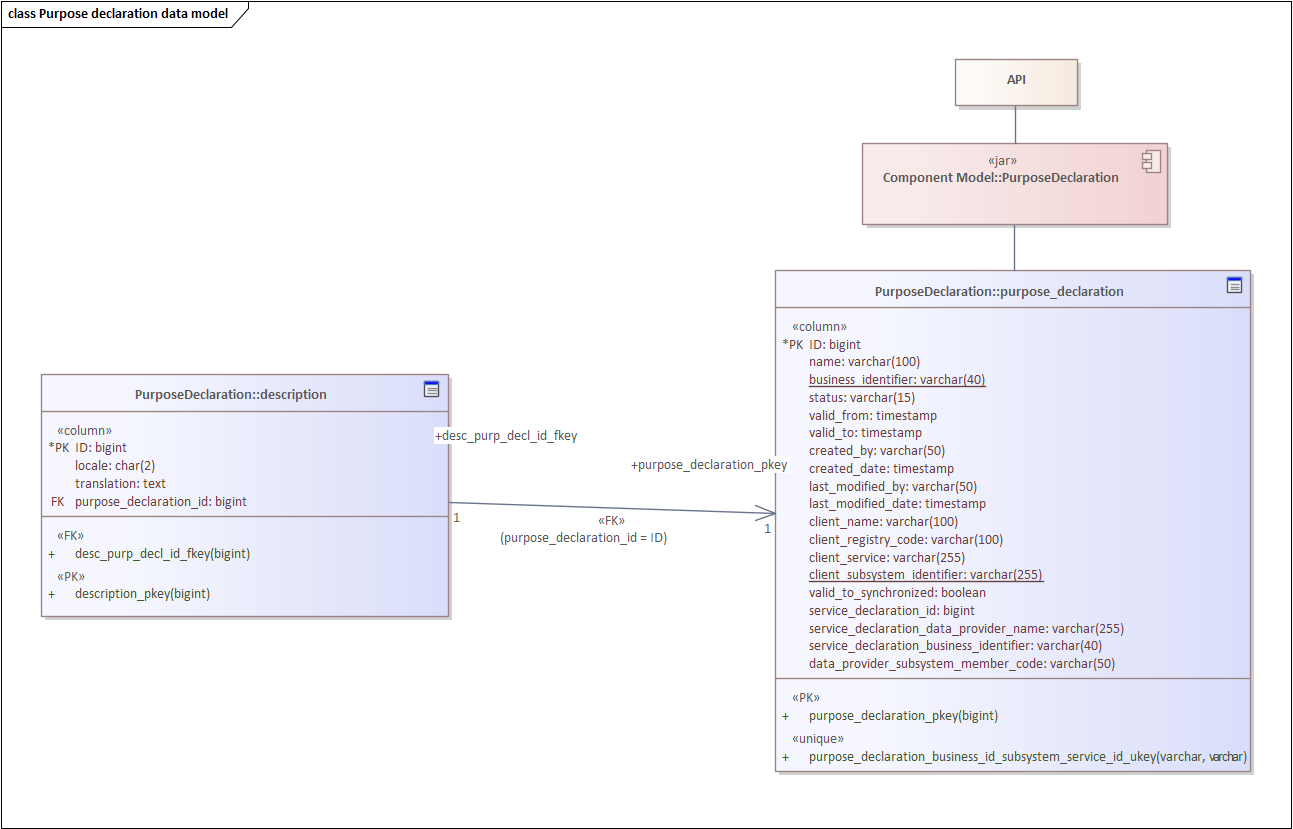 class Purpose declaration data model
API
«jar»
Component Model::PurposeDeclaration
PurposeDeclaration::purpose_declaration
«column»
*PK ID: bigint
name: varchar(100)
business_identifier: varchar(40)
status: varchar(15)
valid_from: timestamp
valid_to: timestamp
created_by: varchar(50)
created_date: timestamp
last_modified_by: varchar(50)
last_modified_date: timestamp
client_name: varchar(100)
client_registry_code: varchar(100)
client_service: varchar(255)
client_subsystem_identifier: varchar(255)
valid_to_synchronized: boolean
service_declaration_id: bigint
service_declaration_data_provider_name: varchar(255)
service_declaration_business_identifier: varchar(40)
data_provider_subsystem_member_code: varchar(50)
«PK»
+ purpose_declaration_pkey(bigint)
«unique»
+ purpose_declaration_business_id_subsystem_service_id_ukey(varchar, varchar)
PurposeDeclaration::description
«column»
*PK ID: bigint
locale: char(2)
translation: text
FK purpose_declaration_id: bigint
«FK»
+ desc_purp_decl_id_fkey(bigint)
«PK»
+ description_pkey(bigint)
+desc_purp_decl_id_fkey
+purpose_declaration_pkey
1
«FK»
(purpose_declaration_id = ID)
1